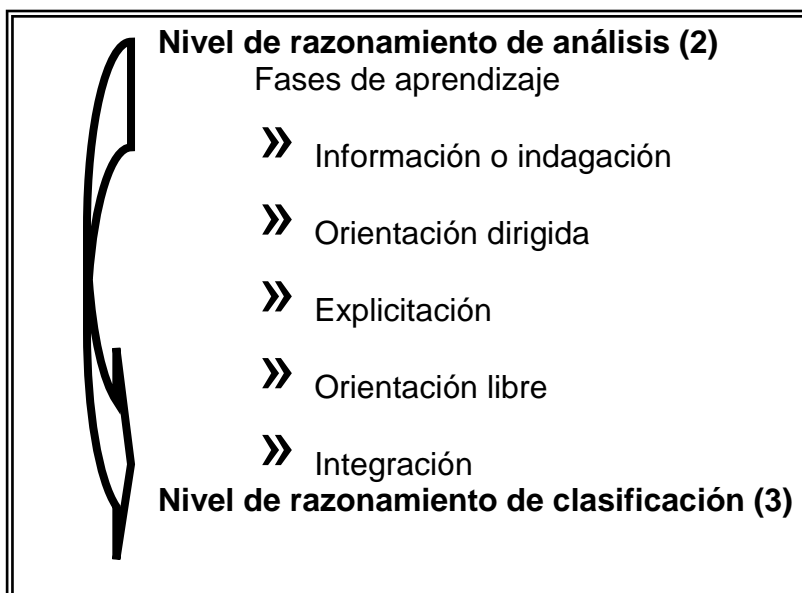 Nivel de razonamiento de análisis (2)
Fases de aprendizaje
» Información o indagación
» Orientación dirigida
» Explicitación
» Orientación libre
» Integración
Nivel de razonamiento de clasificación (3)